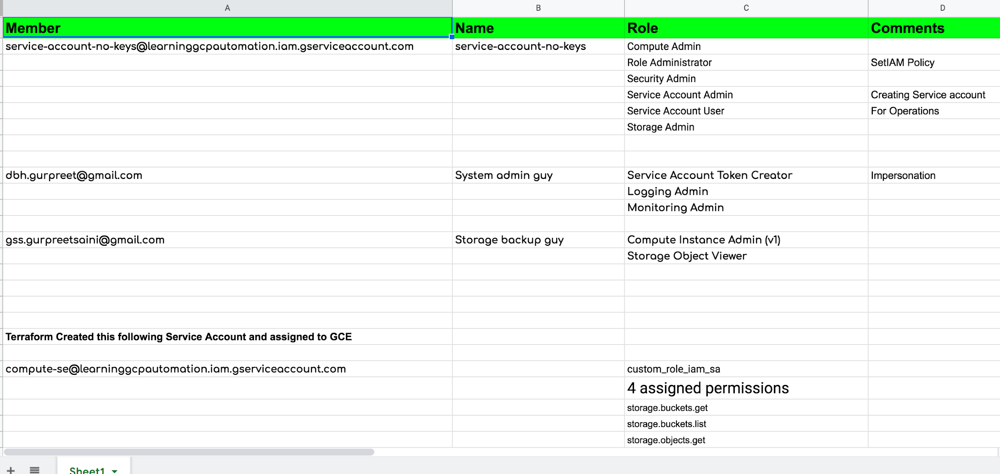 A B C D
Member Name Role Comments
service-account-no-keys@learninggcpautomation.iam.gserviceaccount.com service-account-no-keys Compute Admin
Role Administrator SetIAM Policy
Security Admin
Service Account Admin Creating Service account
Service Account User For Operations
Storage Admin
dbh.gurpreet@gmail.com System admin guy Service Account Token Creator Impersonation
Logging Admin
Monitoring Admin
gss.gurpreetsaini@gmail.com Storage backup guy Compute Instance Admin (v1)
Storage Object Viewer
Terraform Created this following Service Account and assigned to GCE
compute-se@learninggcpautomation.iam.gserviceaccount.com custom_role_iam_sa
4 assigned permissions
storage.buckets.get
storage.buckets.list
storage.objects.get
Sheet1